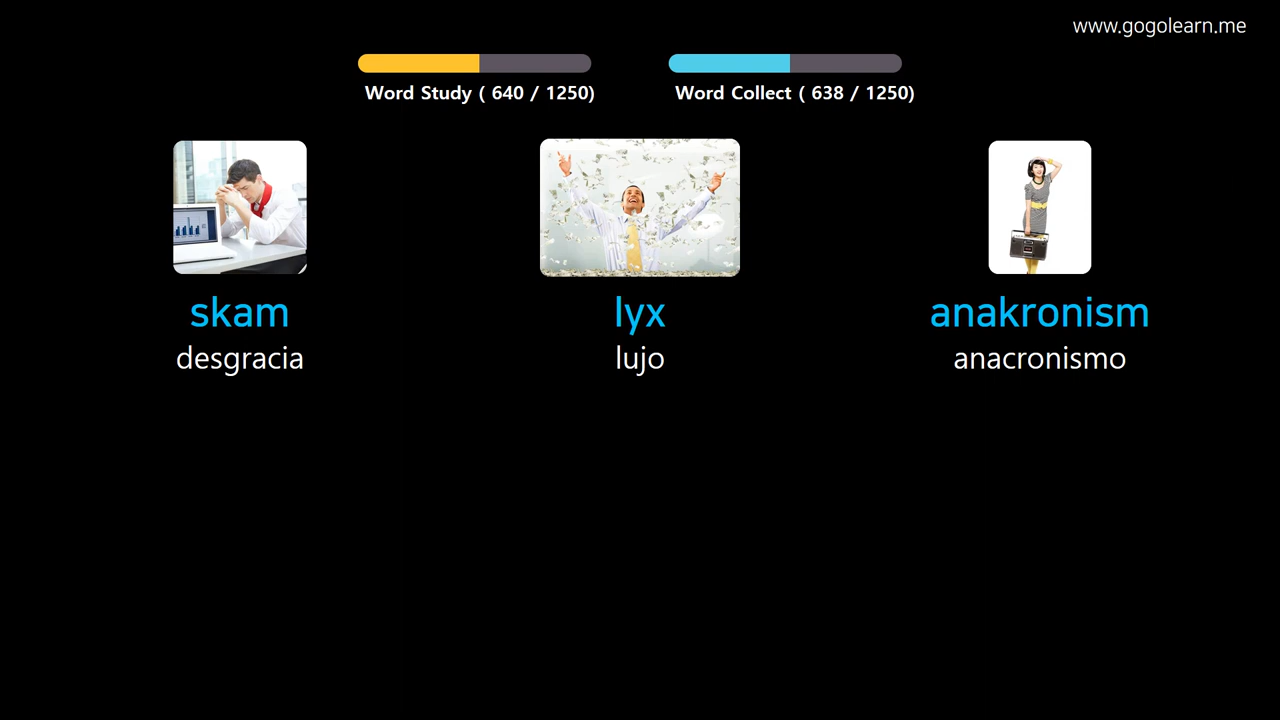 www.gogolearn.me
Word Study ( 640 / 1250)
Word Collect ( 638 / 1250)
skam
desgracia
lyx
lujo
anakronism
anacronismo